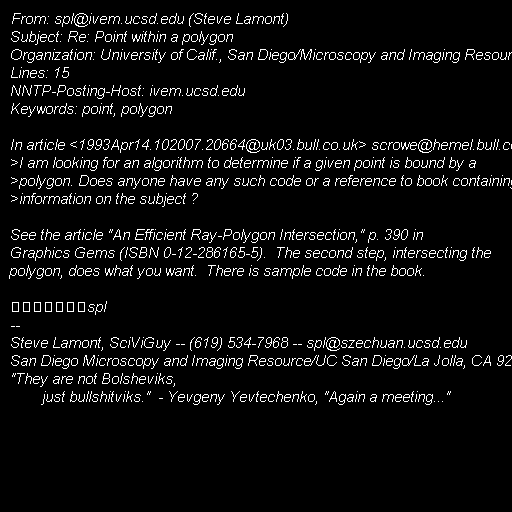 From: spl@ivem.ucsd.edu (Steve Lamont)
Subject: Re: Point within a polygon
Organization: University of Calif., San Diego/Microscopy and Imaging Resour
Lines: 15
NNTP-Posting-Host: ivem.ucsd.edu
Keywords: point, polygon

In article <1993Apr14.102007.20664@uk03.bull.co.uk> scrowe@hemel.bull.co
>I am looking for an algorithm to determine if a given point is bound by a
>polygon. Does anyone have any such code or a reference to book containing
>information on the subject ?

See the article "An Efficient Ray-Polygon Intersection," p. 390 in
Graphics Gems (ISBN 0-12-286165-5).  The second step, intersecting the
polygon, does what you want.  There is sample code in the book.

▯▯▯▯▯▯▯spl
--
Steve Lamont, SciViGuy -- (619) 534-7968 -- spl@szechuan.ucsd.edu
San Diego Microscopy and Imaging Resource/UC San Diego/La Jolla, CA 92
"They are not Bolsheviks,
just bullshitviks."  - Yevgeny Yevtechenko, "Again a meeting..."